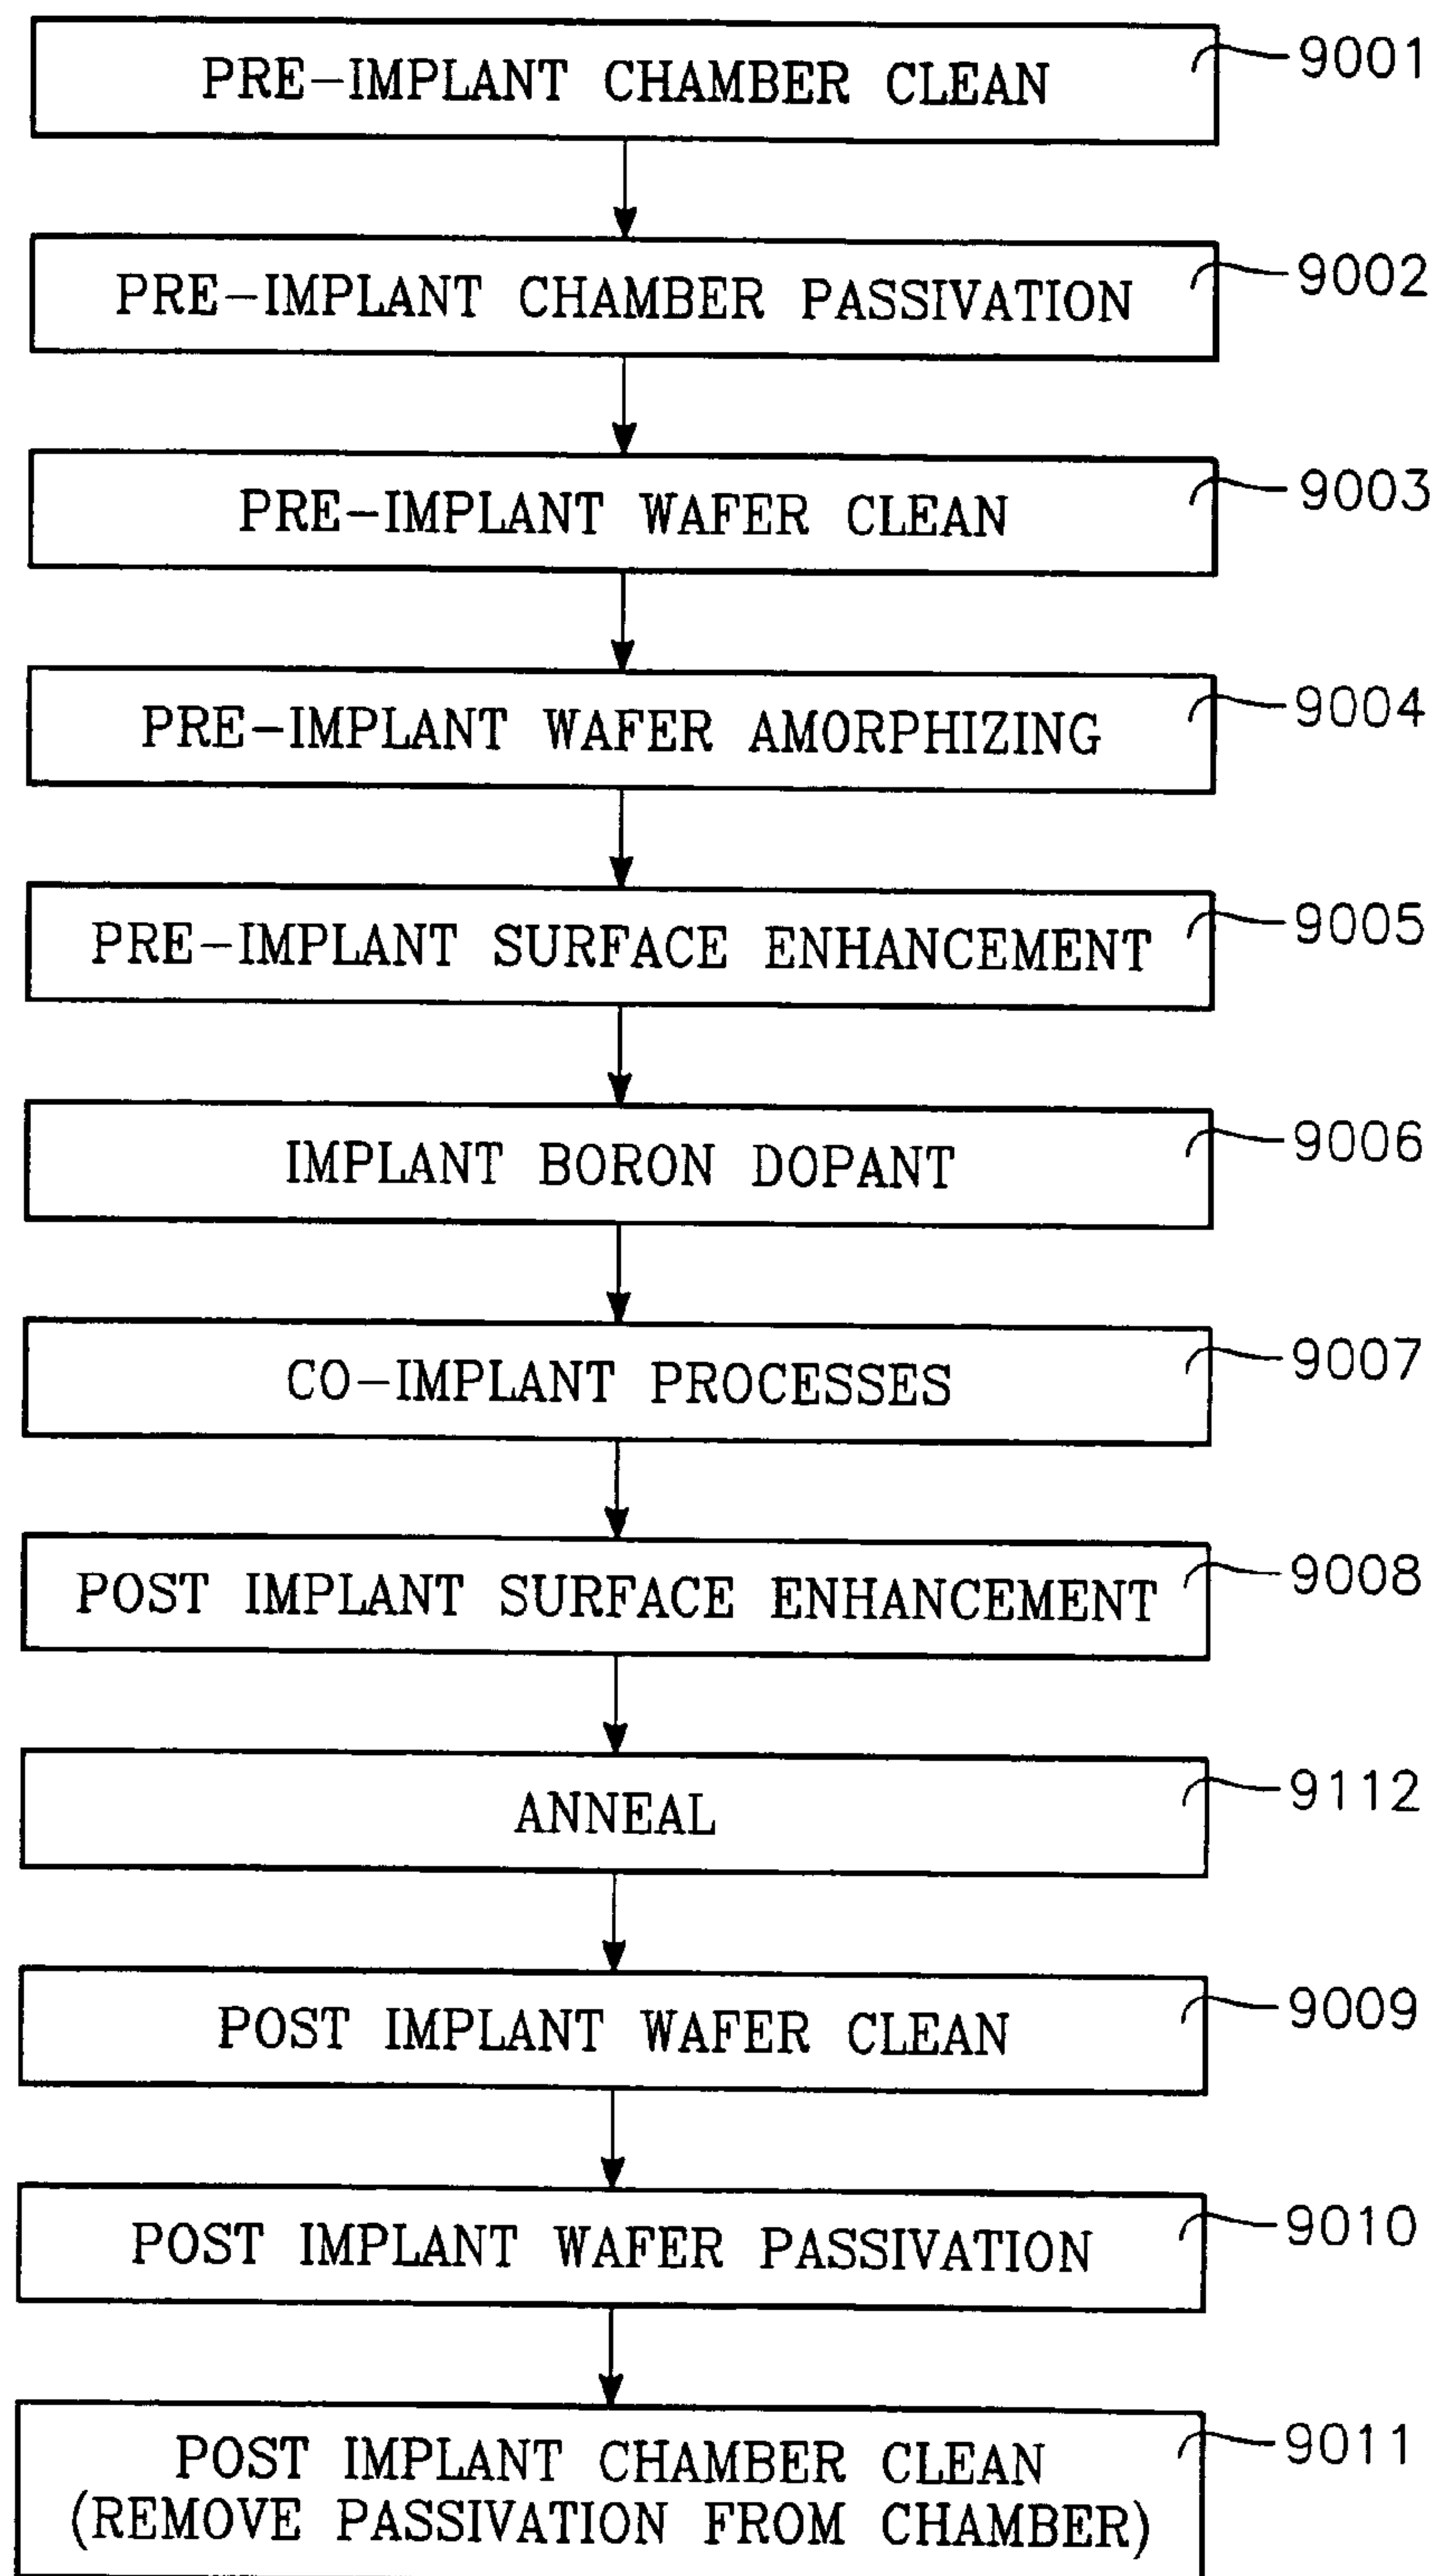 PRE-IMPLANT CHAMBER CLEAN 9001
PRE-IMPLANT CHAMBER PASSIVATION 9002
PRE-IMPLANT WAFER CLEAN 9003
PRE-IMPLANT WAFER AMORPHIZING 9004
PRE-IMPLANT SURFACE ENHANCEMENT 9005
IMPLANT BORON DOPANT 9006
CO-IMPLANT PROCESSES 9007
POST IMPLANT SURFACE ENHANCEMENT 9008
ANNEAL 9112
POST IMPLANT WAFER CLEAN 9009
POST IMPLANT WAFER PASSIVATION 9010
POST IMPLANT CHAMBER CLEAN 9011
(REMOVE PASSIVATION FROM CHAMBER)